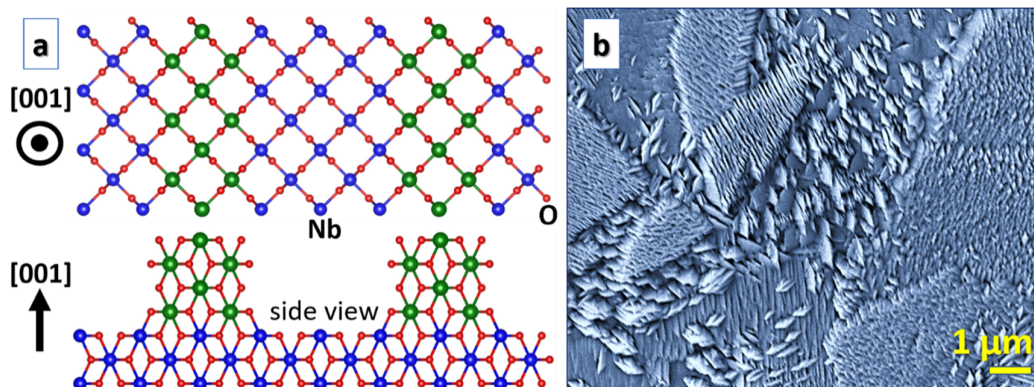 a
[001]
Nb
O
[001]
side view
b
1 μm